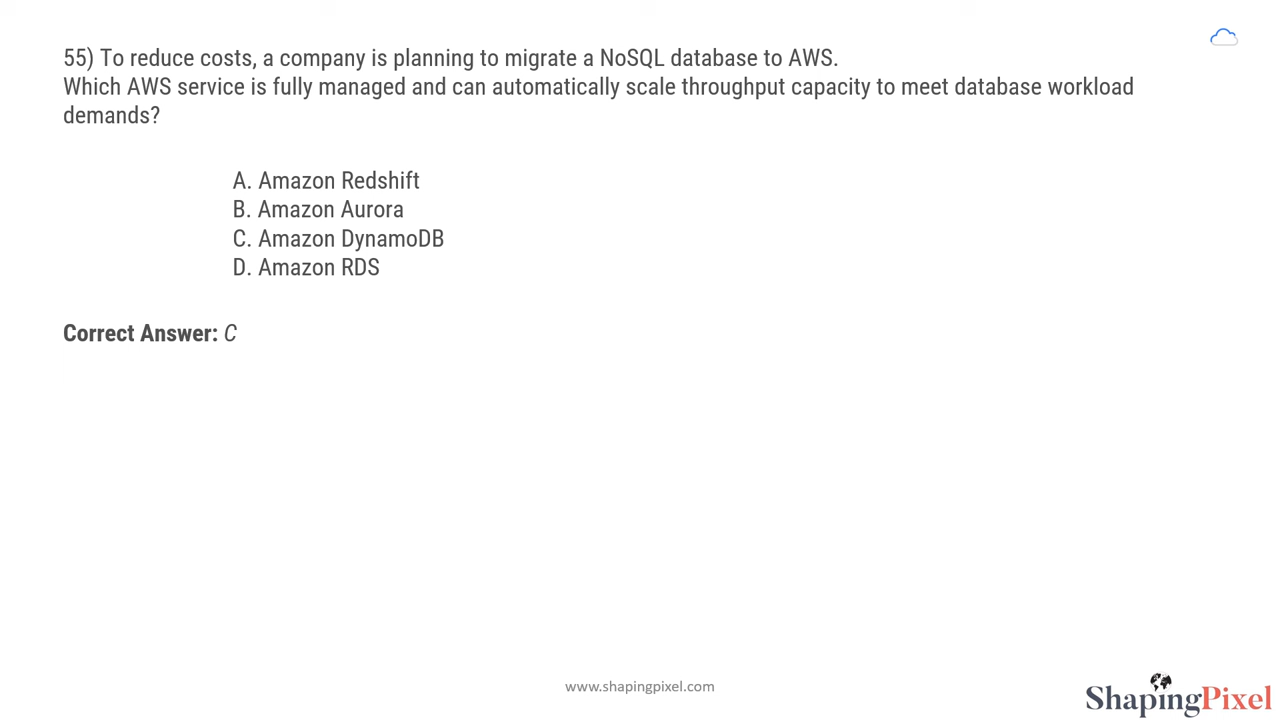 55) To reduce costs, a company is planning to migrate a NoSQL database to AWS.
Which AWS service is fully managed and can automatically scale throughput capacity to meet database workload
demands?
A. Amazon Redshift
B. Amazon Aurora
C. Amazon DynamoDB
D. Amazon RDS
Correct Answer: C
www.shapingpixel.com
ShapingPixel